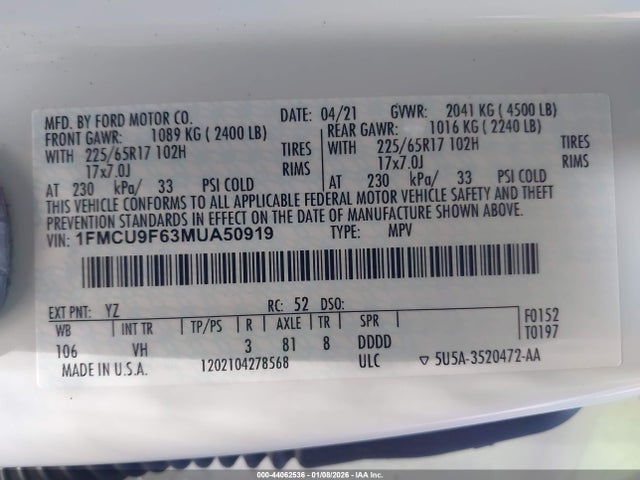 MFD. BY FORD MOTOR CO. DATE: 04/21 GVWR: 2041 KG ( 4500 LB)
FRONT GAWR: 1089 KG ( 2400 LB) REAR GAWR: 1016 KG ( 2240 LB)
WITH 225/65R17 102H TIRES WITH 225/65R17 102H TIRES
17x7.0J RIMS 17x7.0J RIMS
AT 230 kPa/ 33 PSI COLD AT 230 kPa/ 33 PSI COLD
THIS VEHICLE CONFORMS TO ALL APPLICABLE FEDERAL MOTOR VEHICLE SAFETY AND THEFT
PREVENTION STANDARDS IN EFFECT ON THE DATE OF MANUFACTURE SHOWN ABOVE.
VIN: 1FMCU9F63MUA50919 TYPE: MPV
EXT PNT: YZ RC: 52 DSO:
WB INT TR TP/PS R AXLE TR SPR F0152
106 VH 3 81 8 DDDD T0197
MADE IN U.S.A. 1202104278568 ULC ▽ 5U5A-3520472-AA
000-44062536 - 01/08/2026 - IAA Inc.